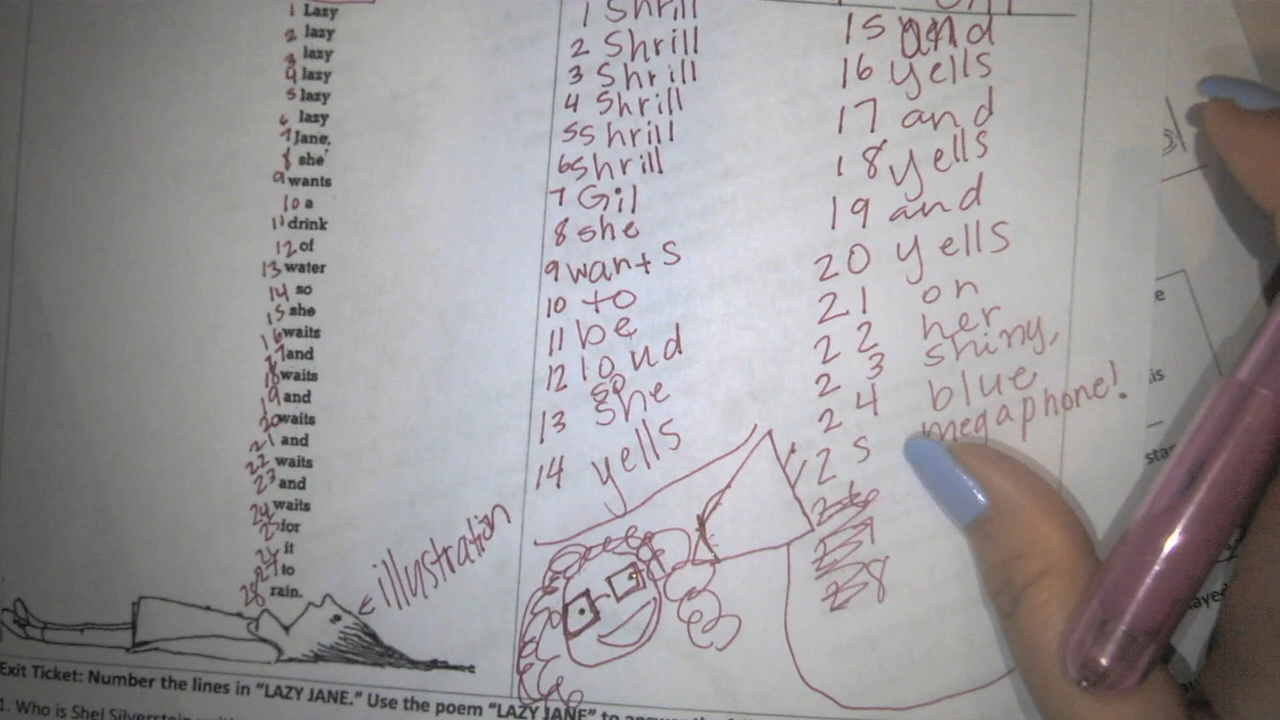 1 Lazy
2 lazy
3 lazy
4 lazy
5 lazy
6 lazy
7 Jane,
8 she
9 wants
10 a
11 drink
12 of
13 water
14 so
15 she
16 waits
17 and
18 waits
19 and
20 waits
21 and
22 waits
23 and
24 waits
25 for
26 it
27 to
28 rain.
illustration
1 Shrill
2 Shrill
3 Shrill
4 Shrill
5 Shrill
6 Shrill
7 Gil
8 she
9 wants
10 to
11 be
12 loud
so
13 she
14 yells
15 and
16 yells
17 and
18 yells
19 and
20 yells
21 on
22 her
23 shiny,
24 blue
25 megaphone!
28
Exit Ticket: Number the lines in "LAZY JANE." Use the poem "LAZY JANE" to
1. Who is Shel
e
is
star